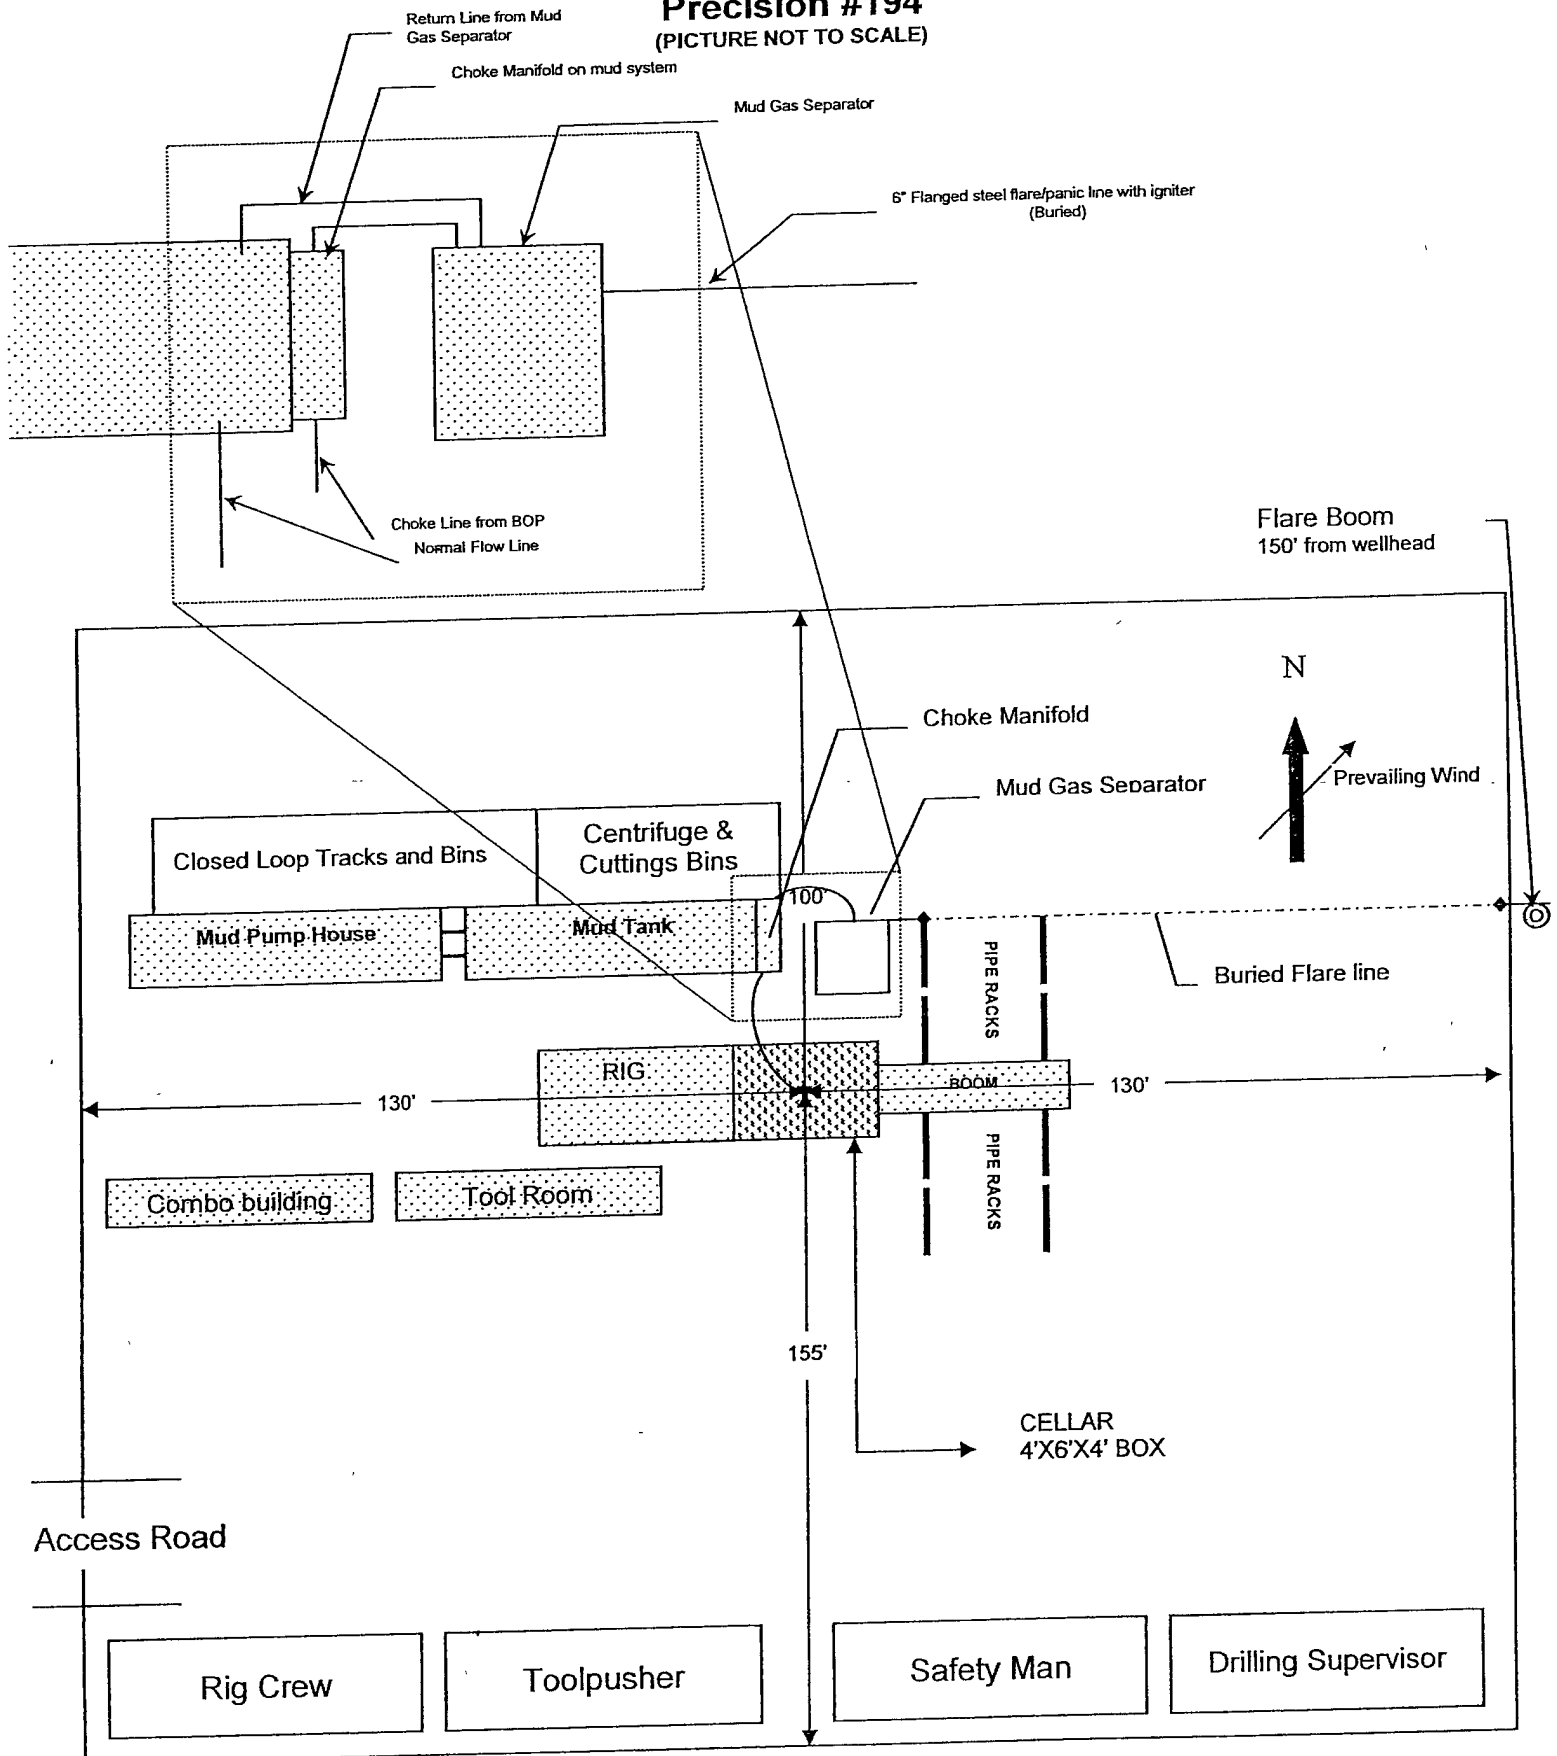 Precision #194
(PICTURE NOT TO SCALE)
Return Line from Mud
Gas Separator
Choke Manifold on mud system
Mud Gas Separator
6" Flanged steel flare/panic line with igniter
(Buried)
Choke Line from BOP
Normal Flow Line
Flare Boom
150' from wellhead
N
Prevailing Wind
Choke Manifold
Mud Gas Separator
Closed Loop Tracks and Bins
Centrifuge &
Cuttings Bins
100'
Mud Pump House
Mud Tank
PIPE RACKS
Buried Flare line
RIG
BOOM
130'
130'
Combo building
Tool Room
PIPE RACKS
155'
CELLAR
4'X6'X4' BOX
Access Road
Rig Crew
Toolpusher
Safety Man
Drilling Supervisor